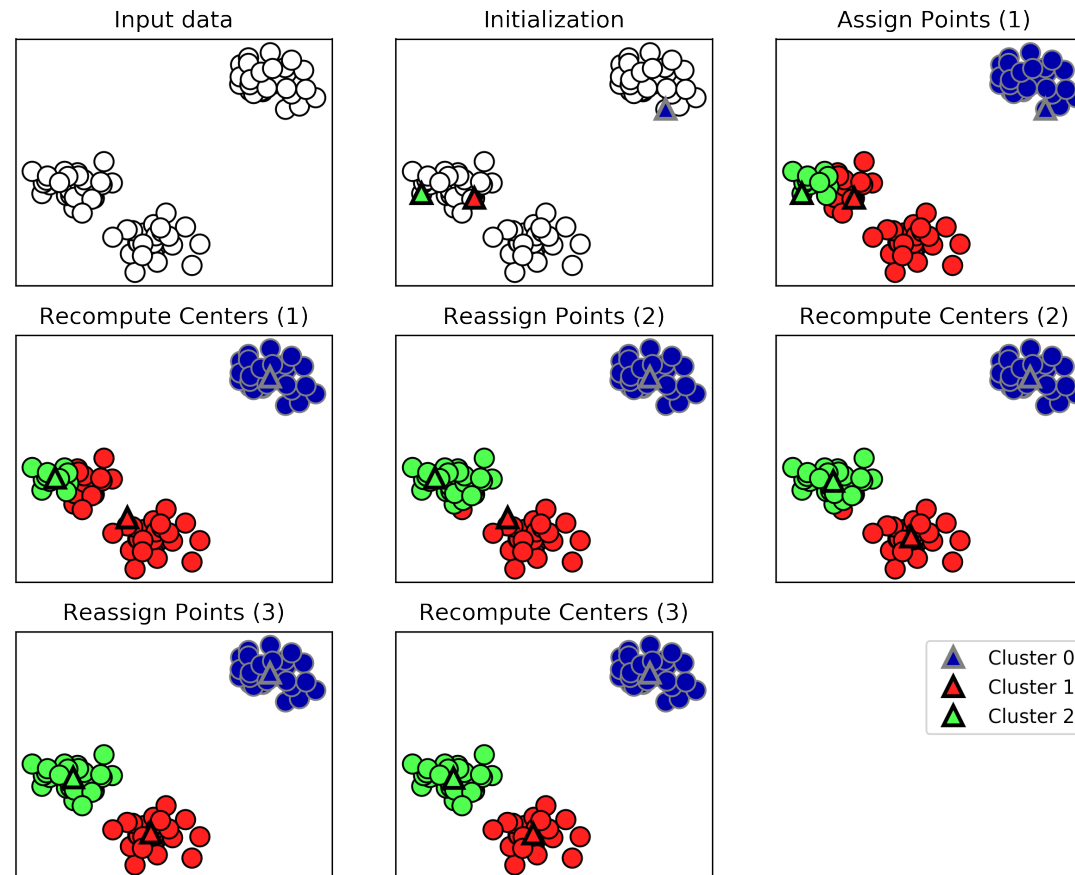 Input data
Initialization
Assign Points (1)
Recompute Centers (1)
Reassign Points (2)
Recompute Centers (2)
Reassign Points (3)
Recompute Centers (3)
Cluster 0
Cluster 1
Cluster 2